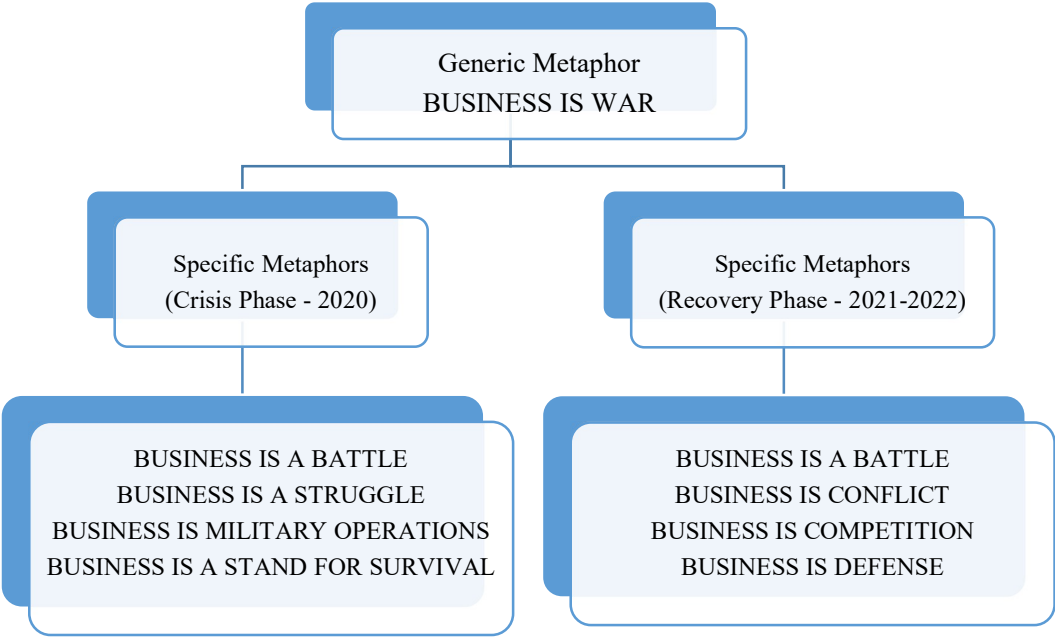 Generic Metaphor
BUSINESS IS WAR
Specific Metaphors
(Crisis Phase - 2020)
Specific Metaphors
(Recovery Phase - 2021-2022)
BUSINESS IS A BATTLE
BUSINESS IS A STRUGGLE
BUSINESS IS MILITARY OPERATIONS
BUSINESS IS A STAND FOR SURVIVAL
BUSINESS IS A BATTLE
BUSINESS IS CONFLICT
BUSINESS IS COMPETITION
BUSINESS IS DEFENSE